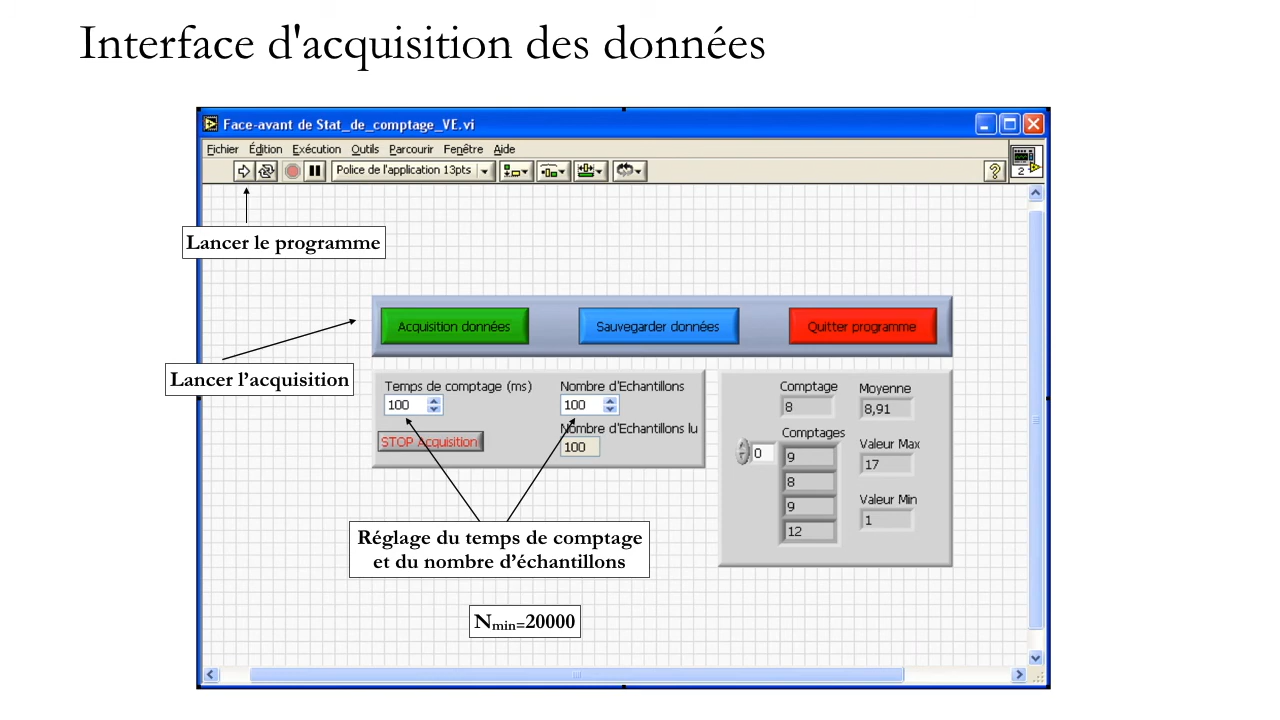 Interface d'acquisition des données
Face-avant de Stat_de_comptage_VE.vi
Fichier Édition Exécution Outils Parcourir Fenêtre Aide
Police de l'application 13pts
?
2
Lancer le programme
Acquisition données
Sauvegarder données
Quitter programme
Lancer l’acquisition
Temps de comptage (ms)
100
Nombre d'Echantillons
100
STOP Acquisition
Nombre d'Echantillons lu
100
Comptage
8
Moyenne
8,91
Comptages
0
9
8
9
12
Valeur Max
17
Valeur Min
1
Réglage du temps de comptage
et du nombre d’échantillons
Nmin=20000